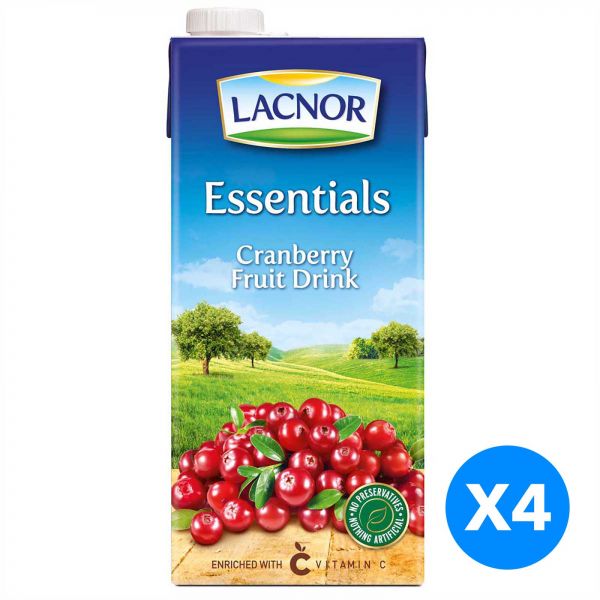 LACNOR
Essentials
Cranberry
Fruit Drink
NO PRESERVATIVES
NOTHING ARTIFICIAL
X4
ENRICHED WITH C VITAMIN C